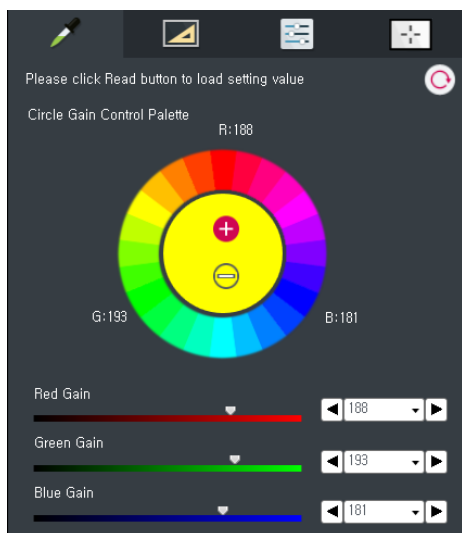 Please click Read button to load setting value
Circle Gain Control Palette
R:188
G:193
B:181
Red Gain
188
Green Gain
193
Blue Gain
181